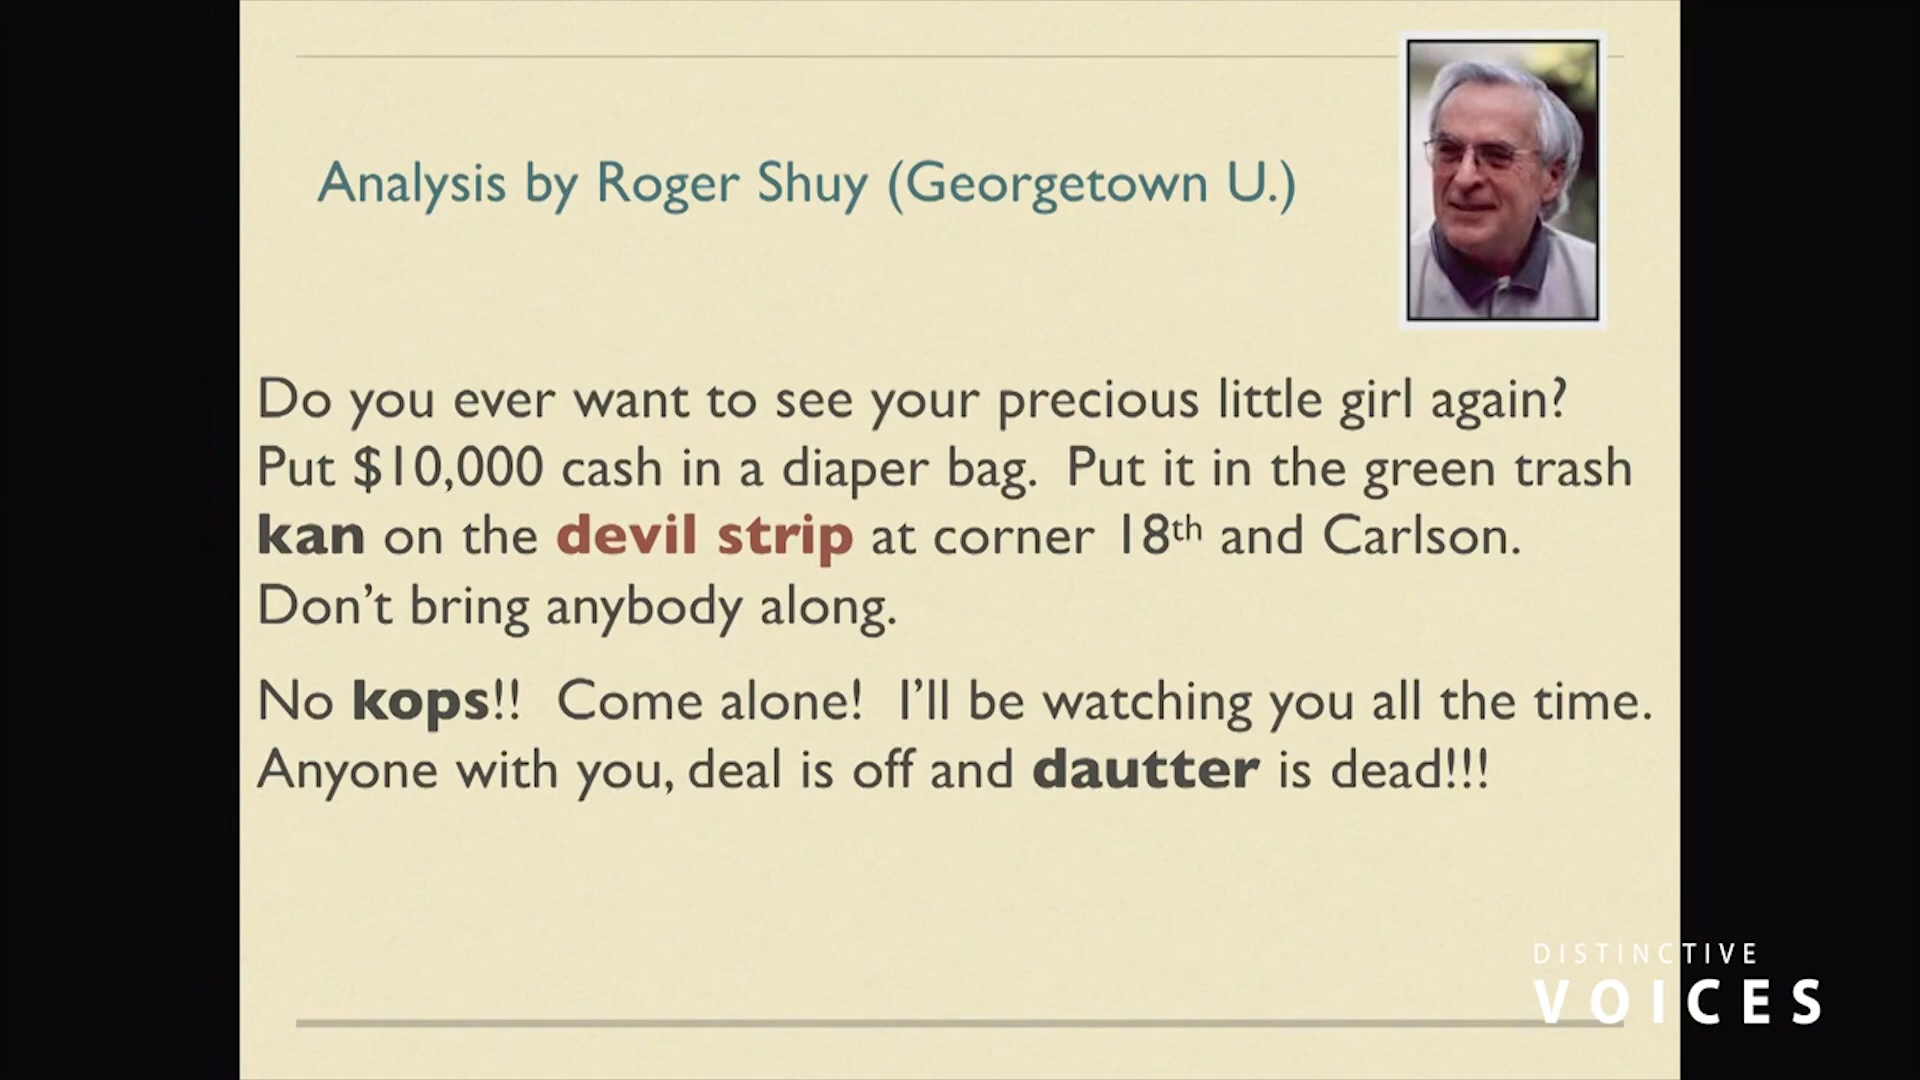 Analysis by Roger Shuy (Georgetown U.)
Do you ever want to see your precious little girl again?
Put $10,000 cash in a diaper bag. Put it in the green trash
kan on the devil strip at corner 18th and Carlson.
Don't bring anybody along.
No kops!! Come alone! I'll be watching you all the time.
Anyone with you, deal is off and dautter is dead!!!
DISTINCTIVE
VOICES